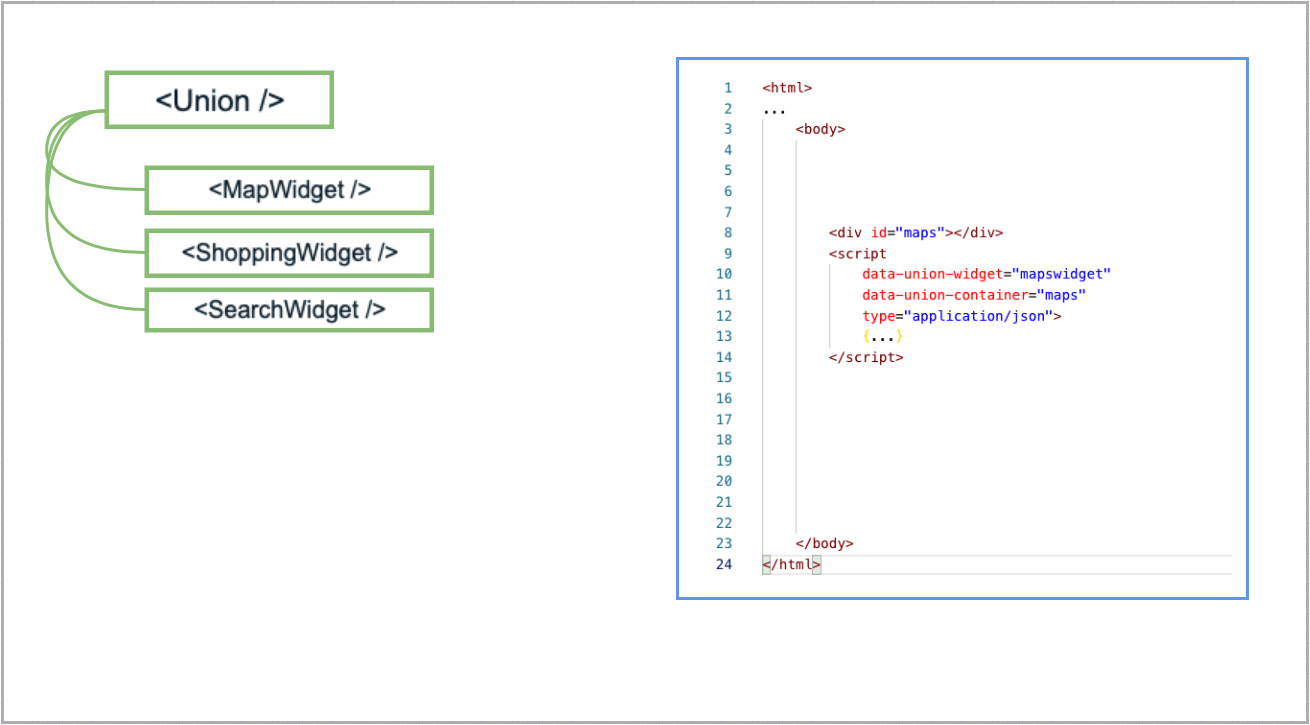 <Union />
<MapWidget />
<ShoppingWidget />
<SearchWidget />
1 <html>
2 ...
3 <body>
4
5
6
7
8 <div id="maps"></div>
9 <script
10 data-union-widget="mapswidget"
11 data-union-container="maps"
12 type="application/json">
13 {...}
14 </script>
15
16
17
18
19
20
21
22
23 </body>
24 </html>